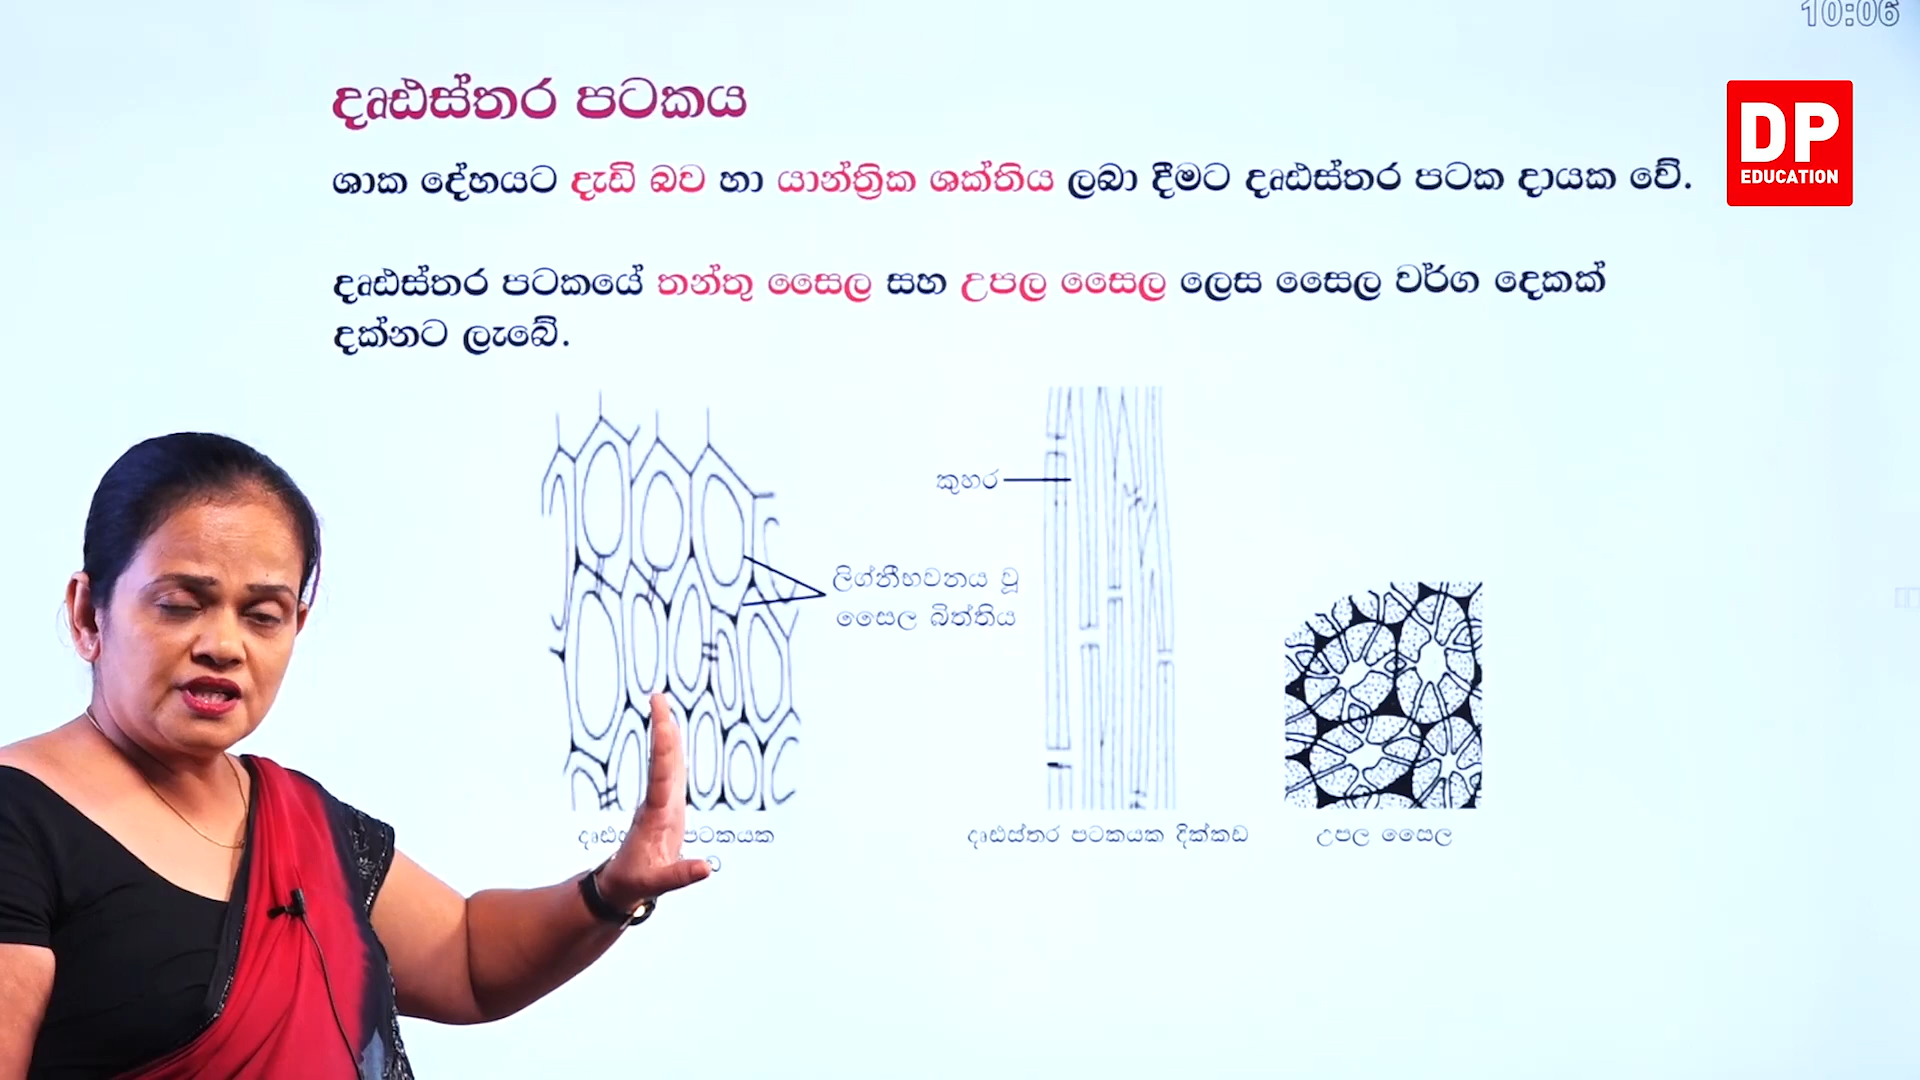 10:06
දෘඪස්තර පටකය
DP
EDUCATION
ශාක දේහයට දැඩි බව හා යාන්ත්‍රික ශක්තිය ලබා දීමට දෘඪස්තර පටක දායක වේ.
දෘඪස්තර පටකයේ තන්තු සෛල සහ උපල සෛල ලෙස සෛල වර්ග දෙකක්
දක්නට ලැබේ.
කුහර
ලිග්නීභවනය වූ
සෛල බිත්තිය
පටකයක
දෘඪස්තර පටකයක දික්කඩ
උපල සෛල